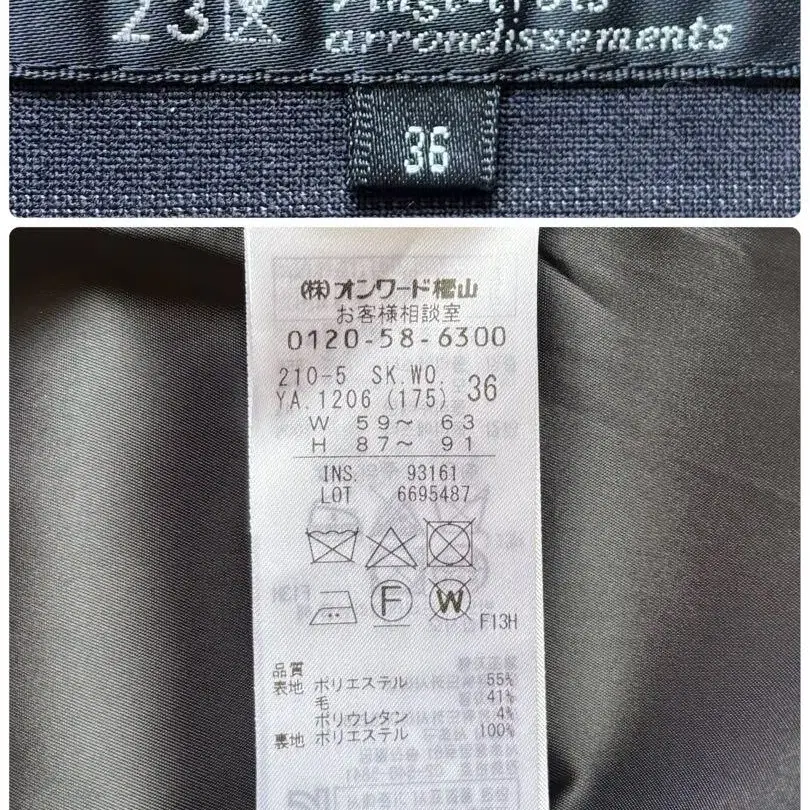 23区 vingt-trois
arrondissements
36
(株)オンワード樫山
お客様相談室
0120-58-6300
210-5 SK.WO. 36
YA.1206 (175)
W 59～ 63
H 87～ 91
INS. 93161
LOT 6695487
F
W
F13H
品質
表地 ポリエステル 55%
毛 41%
ポリウレタン 4%
裏地 ポリエステル 100%